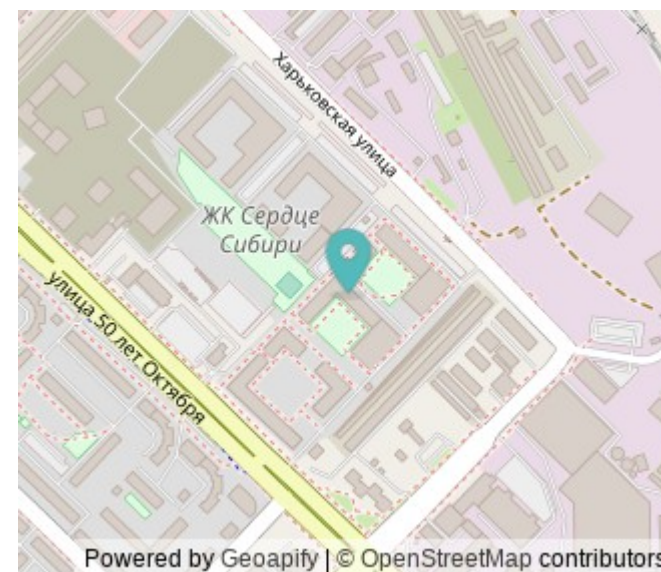 Харьковская улица
ЖК Сердце
Сибири
улица 50 лет Октября
Powered by Geoapify | © OpenStreetMap contributors